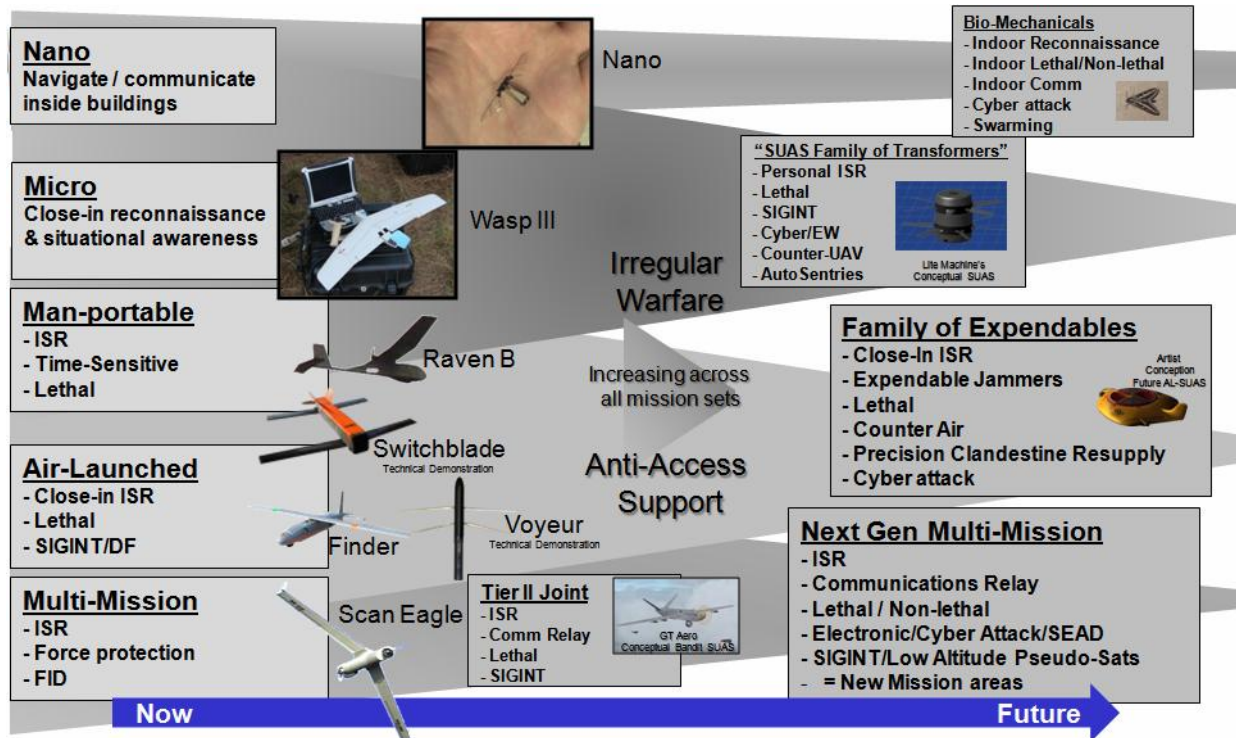 Nano
Navigate / communicate
inside buildings
Nano
Bio-Mechanicals
- Indoor Reconnaissance
- Indoor Lethal/Non-lethal
- Indoor Comm
- Cyber attack
- Swarming
Micro
Close-in reconnaissance
& situational awareness
Wasp III
"SUAS Family of Transformers"
- Personal ISR
- Lethal
- SIGINT
- Cyber/EW
- Counter-UAV
- Auto Sentries
Lite Machine's
Conceptual SUAS
Irregular
Warfare
Man-portable
- ISR
- Time-Sensitive
- Lethal
Raven B
Switchblade
Technical Demonstration
Increasing across
all mission sets
Family of Expendables
- Close-In ISR
- Expendable Jammers
- Lethal
- Counter Air
- Precision Clandestine Resupply
- Cyber attack
Artist
Conception
Future AL-SUAS
Air-Launched
- Close-in ISR
- Lethal
- SIGINT/DF
Finder
Voyeur
Technical Demonstration
Anti-Access
Support
Multi-Mission
- ISR
- Force protection
- FID
Scan Eagle
Tier II Joint
- ISR
- Comm Relay
- Lethal
- SIGINT
GT Aero
Conceptual Bandit SUAS
Next Gen Multi-Mission
- ISR
- Communications Relay
- Lethal / Non-lethal
- Electronic/Cyber Attack/SEAD
- SIGINT/Low Altitude Pseudo-Sats
- = New Mission areas
Now
Future